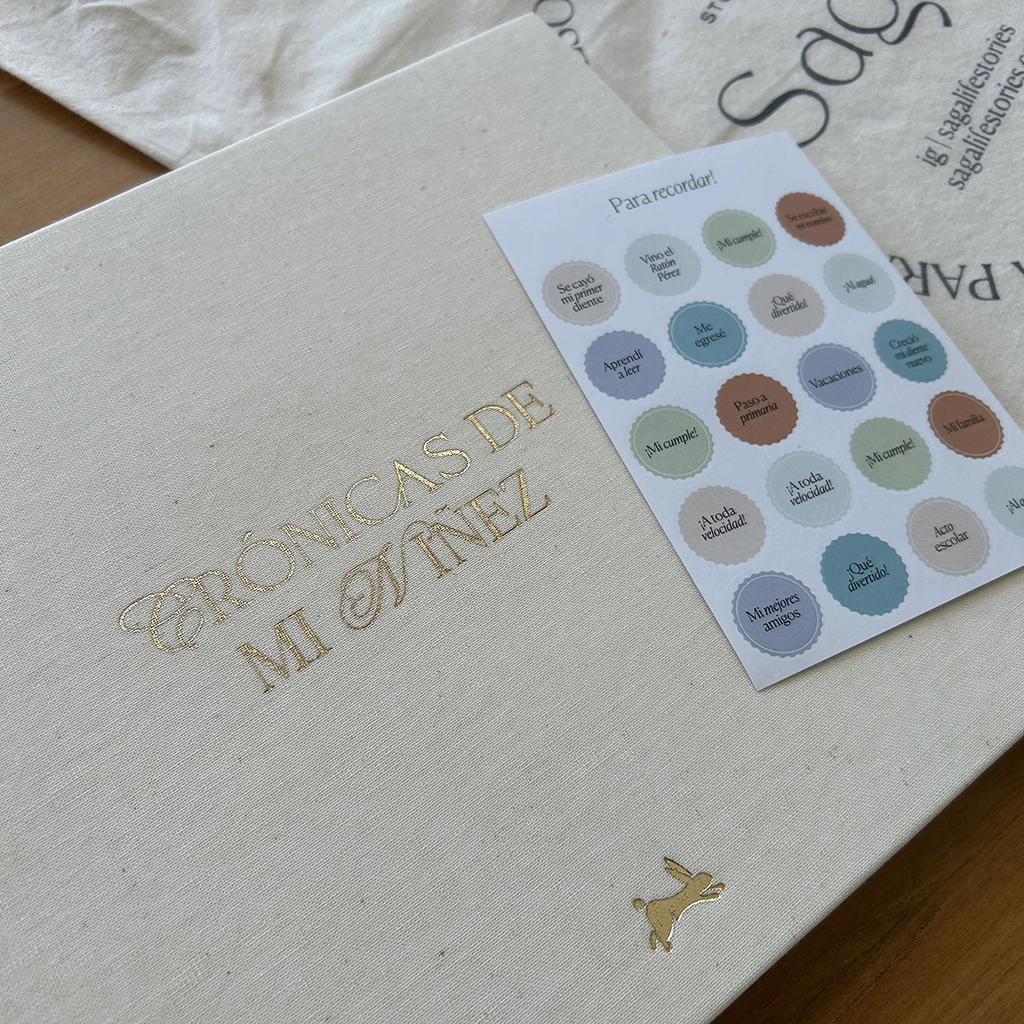 CRÓNICAS DE
MI NIÑEZ
Para recordar!
Se cayó
mi primer
diente
Vino el
Ratón
Pérez
¡Mi cumple!
Se escribir
mi nombre
Aprendí
a leer
Me
egresé
¡Qué
divertido!
¡Al agua!
¡Mi cumple!
Paso a
primaria
Vacaciones
Creció
mi diente
nuevo
¡A toda
velocidad!
¡A toda
velocidad!
¡Mi cumple!
Mi familia
Mi mejores
amigos
¡Qué
divertido!
Acto
escolar
Sag
ig | sagalifestories
sagalifestories